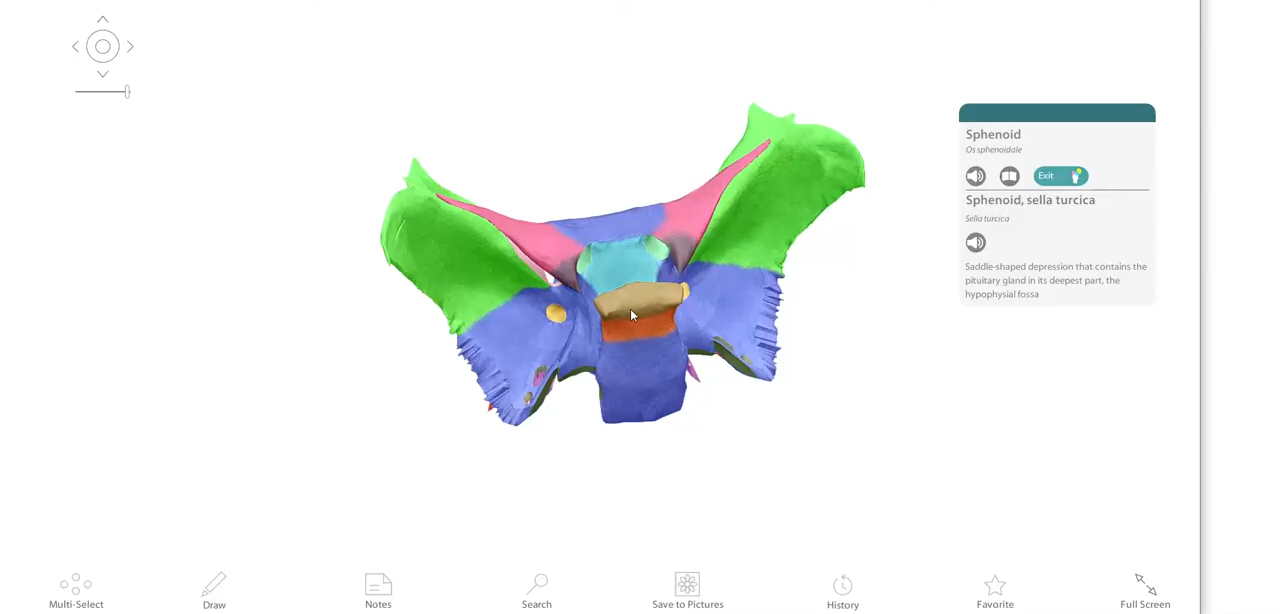 Sphenoid
Os sphenoidale
Exit
Sphenoid, sella turcica
Sella turcica
Saddle-shaped depression that contains the
pituitary gland in its deepest part, the
hypophysial fossa
Multi-Select
Draw
Notes
Search
Save to Pictures
History
Favorite
Full Screen